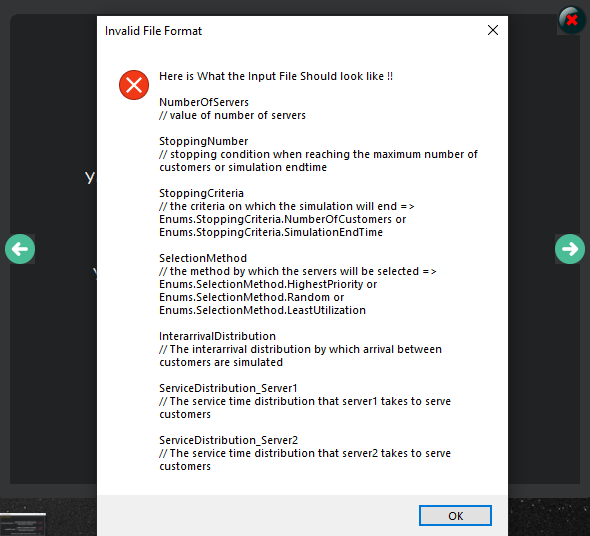 Invalid File Format
Here is What the Input File Should look like !!
NumberOfServers
// value of number of servers
StoppingNumber
// stopping condition when reaching the maximum number of
customers or simulation endtime
StoppingCriteria
// the criteria on which the simulation will end =>
Enums.StoppingCriteria.NumberOfCustomers or
Enums.StoppingCriteria.SimulationEndTime
SelectionMethod
// the method by which the servers will be selected =>
Enums.SelectionMethod.HighestPriority or
Enums.SelectionMethod.Random or
Enums.SelectionMethod.LeastUtilization
InterarrivalDistribution
// The interarrival distribution by which arrival between
customers are simulated
ServiceDistribution_Server1
// The service time distribution that server1 takes to serve
customers
ServiceDistribution_Server2
// The service time distribution that server2 takes to serve
customers
OK